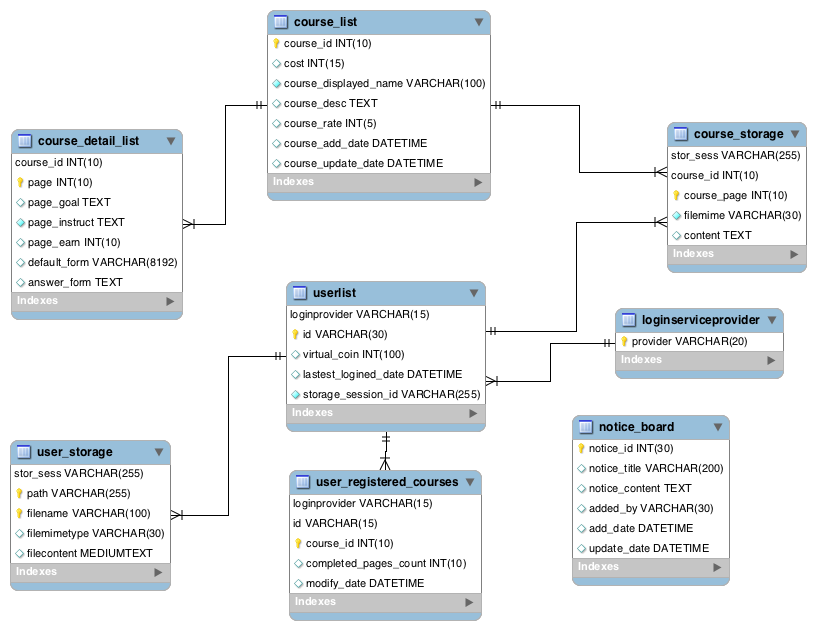 course_list
course_id INT(10)
cost INT(15)
course_displayed_name VARCHAR(100)
course_desc TEXT
course_rate INT(5)
course_add_date DATETIME
course_update_date DATETIME
Indexes
course_detail_list
course_id INT(10)
page INT(10)
page_goal TEXT
page_instruct TEXT
page_earn INT(10)
default_form VARCHAR(8192)
answer_form TEXT
Indexes
course_storage
stor_sess VARCHAR(255)
course_id INT(10)
course_page INT(10)
filemime VARCHAR(30)
content TEXT
Indexes
userlist
loginprovider VARCHAR(15)
id VARCHAR(30)
virtual_coin INT(100)
lastest_logined_date DATETIME
storage_session_id VARCHAR(255)
Indexes
loginserviceprovider
provider VARCHAR(20)
Indexes
user_storage
stor_sess VARCHAR(255)
path VARCHAR(255)
filename VARCHAR(100)
filemimetype VARCHAR(30)
filecontent MEDIUMTEXT
Indexes
user_registered_courses
loginprovider VARCHAR(15)
id VARCHAR(15)
course_id INT(10)
completed_pages_count INT(10)
modify_date DATETIME
Indexes
notice_board
notice_id INT(30)
notice_title VARCHAR(200)
notice_content TEXT
added_by VARCHAR(30)
add_date DATETIME
update_date DATETIME
Indexes